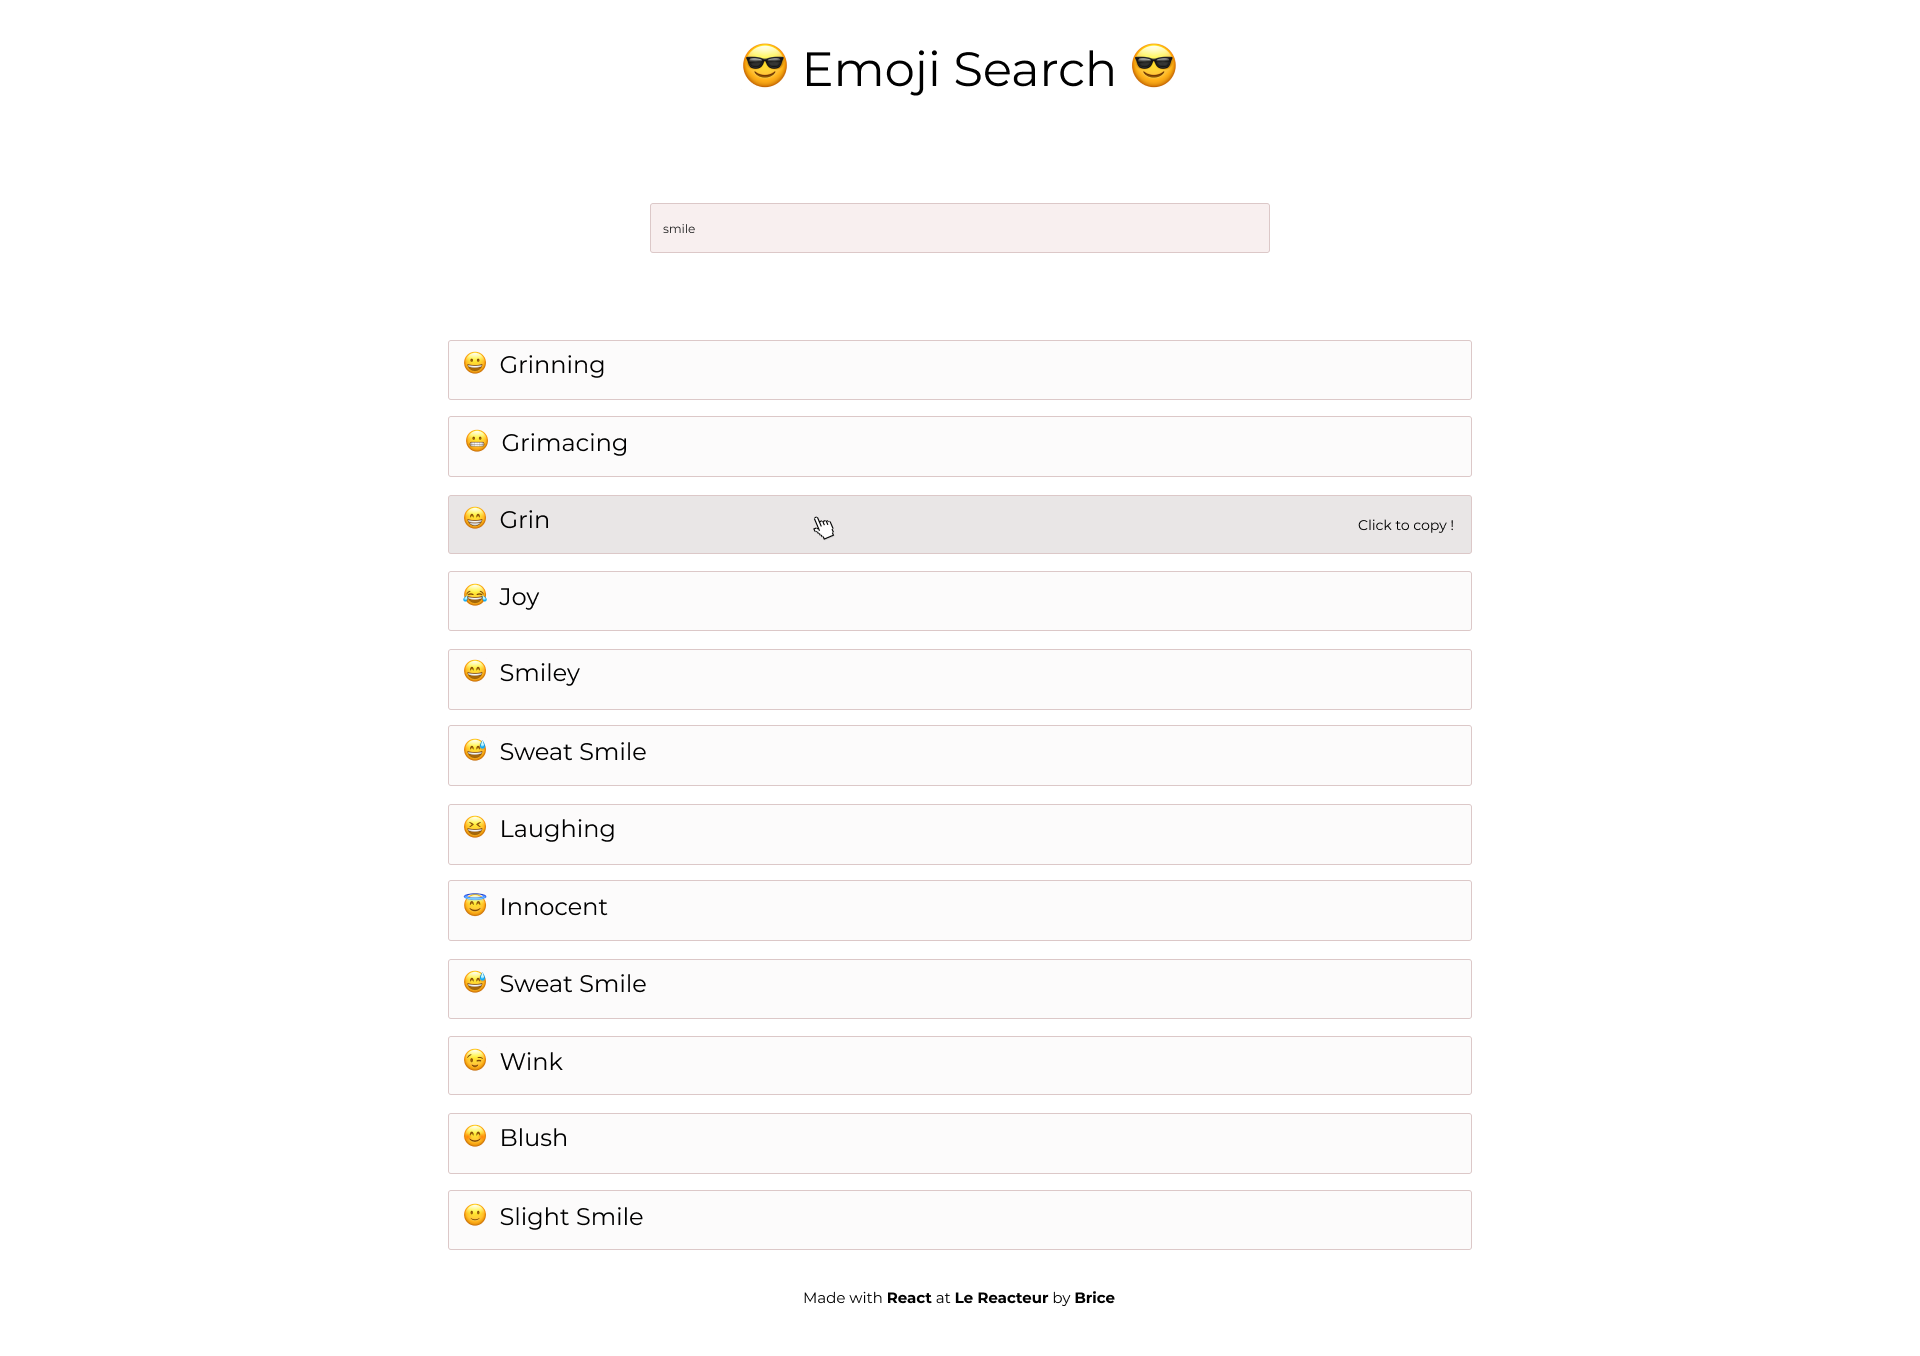 😎 Emoji Search 😎
smile
😀 Grinning
😬 Grimacing
😁 Grin
Click to copy !
😂 Joy
😄 Smiley
😅 Sweat Smile
😆 Laughing
😇 Innocent
😅 Sweat Smile
😉 Wink
😊 Blush
🙂 Slight Smile
Made with React at Le Reacteur by Brice